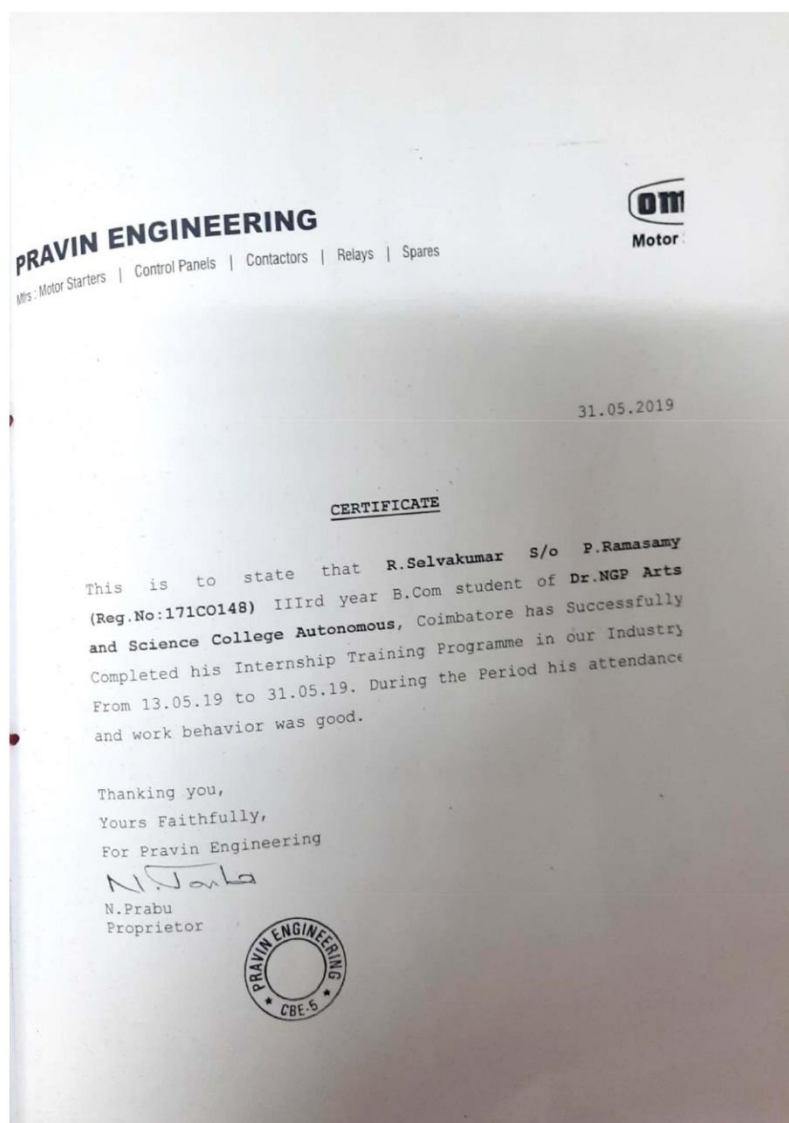 PRAVIN ENGINEERING
Mfrs : Motor Starters | Control Panels | Contactors | Relays | Spares
om
Motor
31.05.2019
CERTIFICATE
This is to state that R.Selvakumar S/o P.Ramasamy
(Reg.No:171CO148) IIIrd year B.Com student of Dr.NGP Arts
and Science College Autonomous, Coimbatore has Successfully
Completed his Internship Training Programme in our Industry
From 13.05.19 to 31.05.19. During the Period his attendance
and work behavior was good.
Thanking you,
Yours Faithfully,
For Pravin Engineering
N.Prabu
Proprietor
PRAVIN ENGINEERING
★ CBE-5 ★